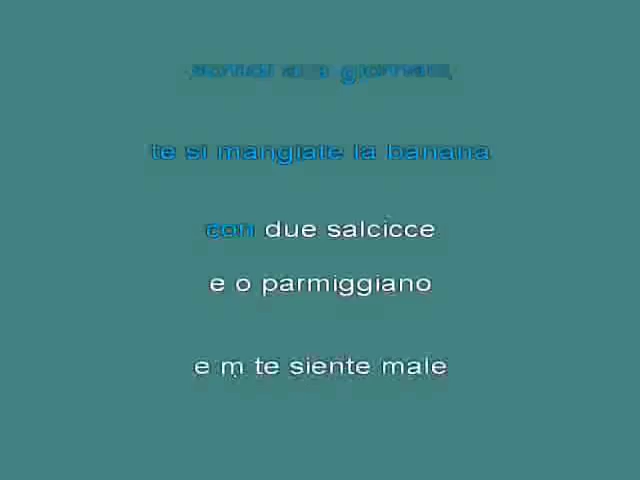 te si mangiate la banana
con due salcicce
e o parmiggiano
e m te siente male